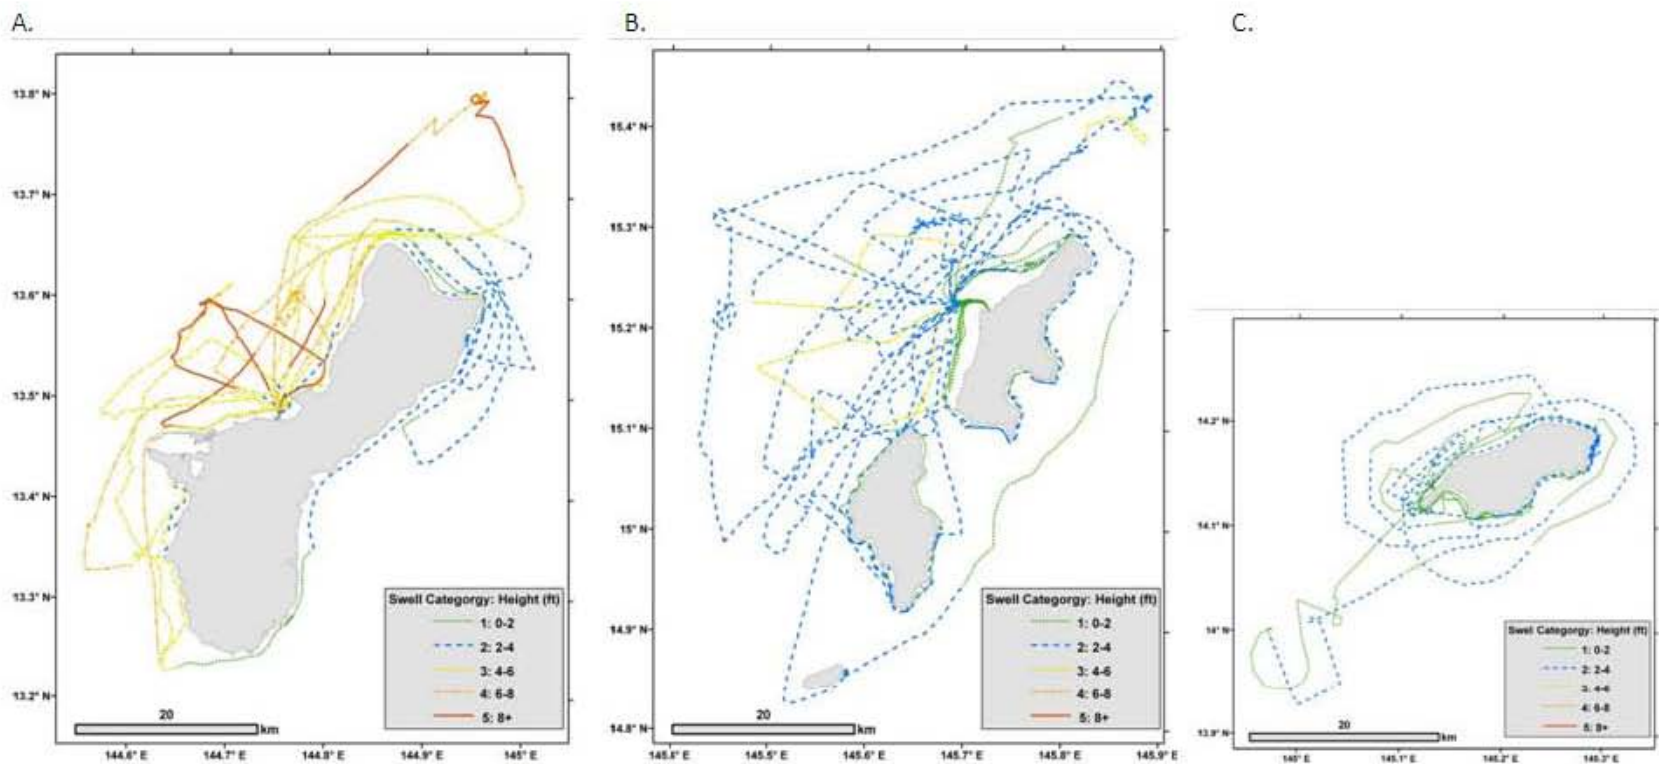 A.
13.8° N
13.7° N
13.6° N
13.5° N
13.4° N
13.3° N
13.2° N
Swell Categorgy: Height (ft)
1: 0-2
2: 2-4
3: 4-6
4: 6-8
5: 8+
20
km
144.6° E
144.7° E
144.8° E
144.9° E
145° E
B.
15.4° N
15.3° N
15.2° N
15.1° N
15° N
14.9° N
14.8° N
Swell Categorgy: Height (ft)
1: 0-2
2: 2-4
3: 4-6
4: 6-8
5: 8+
20
km
145.5° E
145.6° E
145.7° E
145.8° E
145.9° E
C.
14.2° N
14.1° N
14° N
13.9° N
Swell Categorgy: Height (ft)
1: 0-2
2: 2-4
3: 4-6
4: 6-8
5: 8+
20
km
145° E
145.1° E
145.2° E
145.3° E